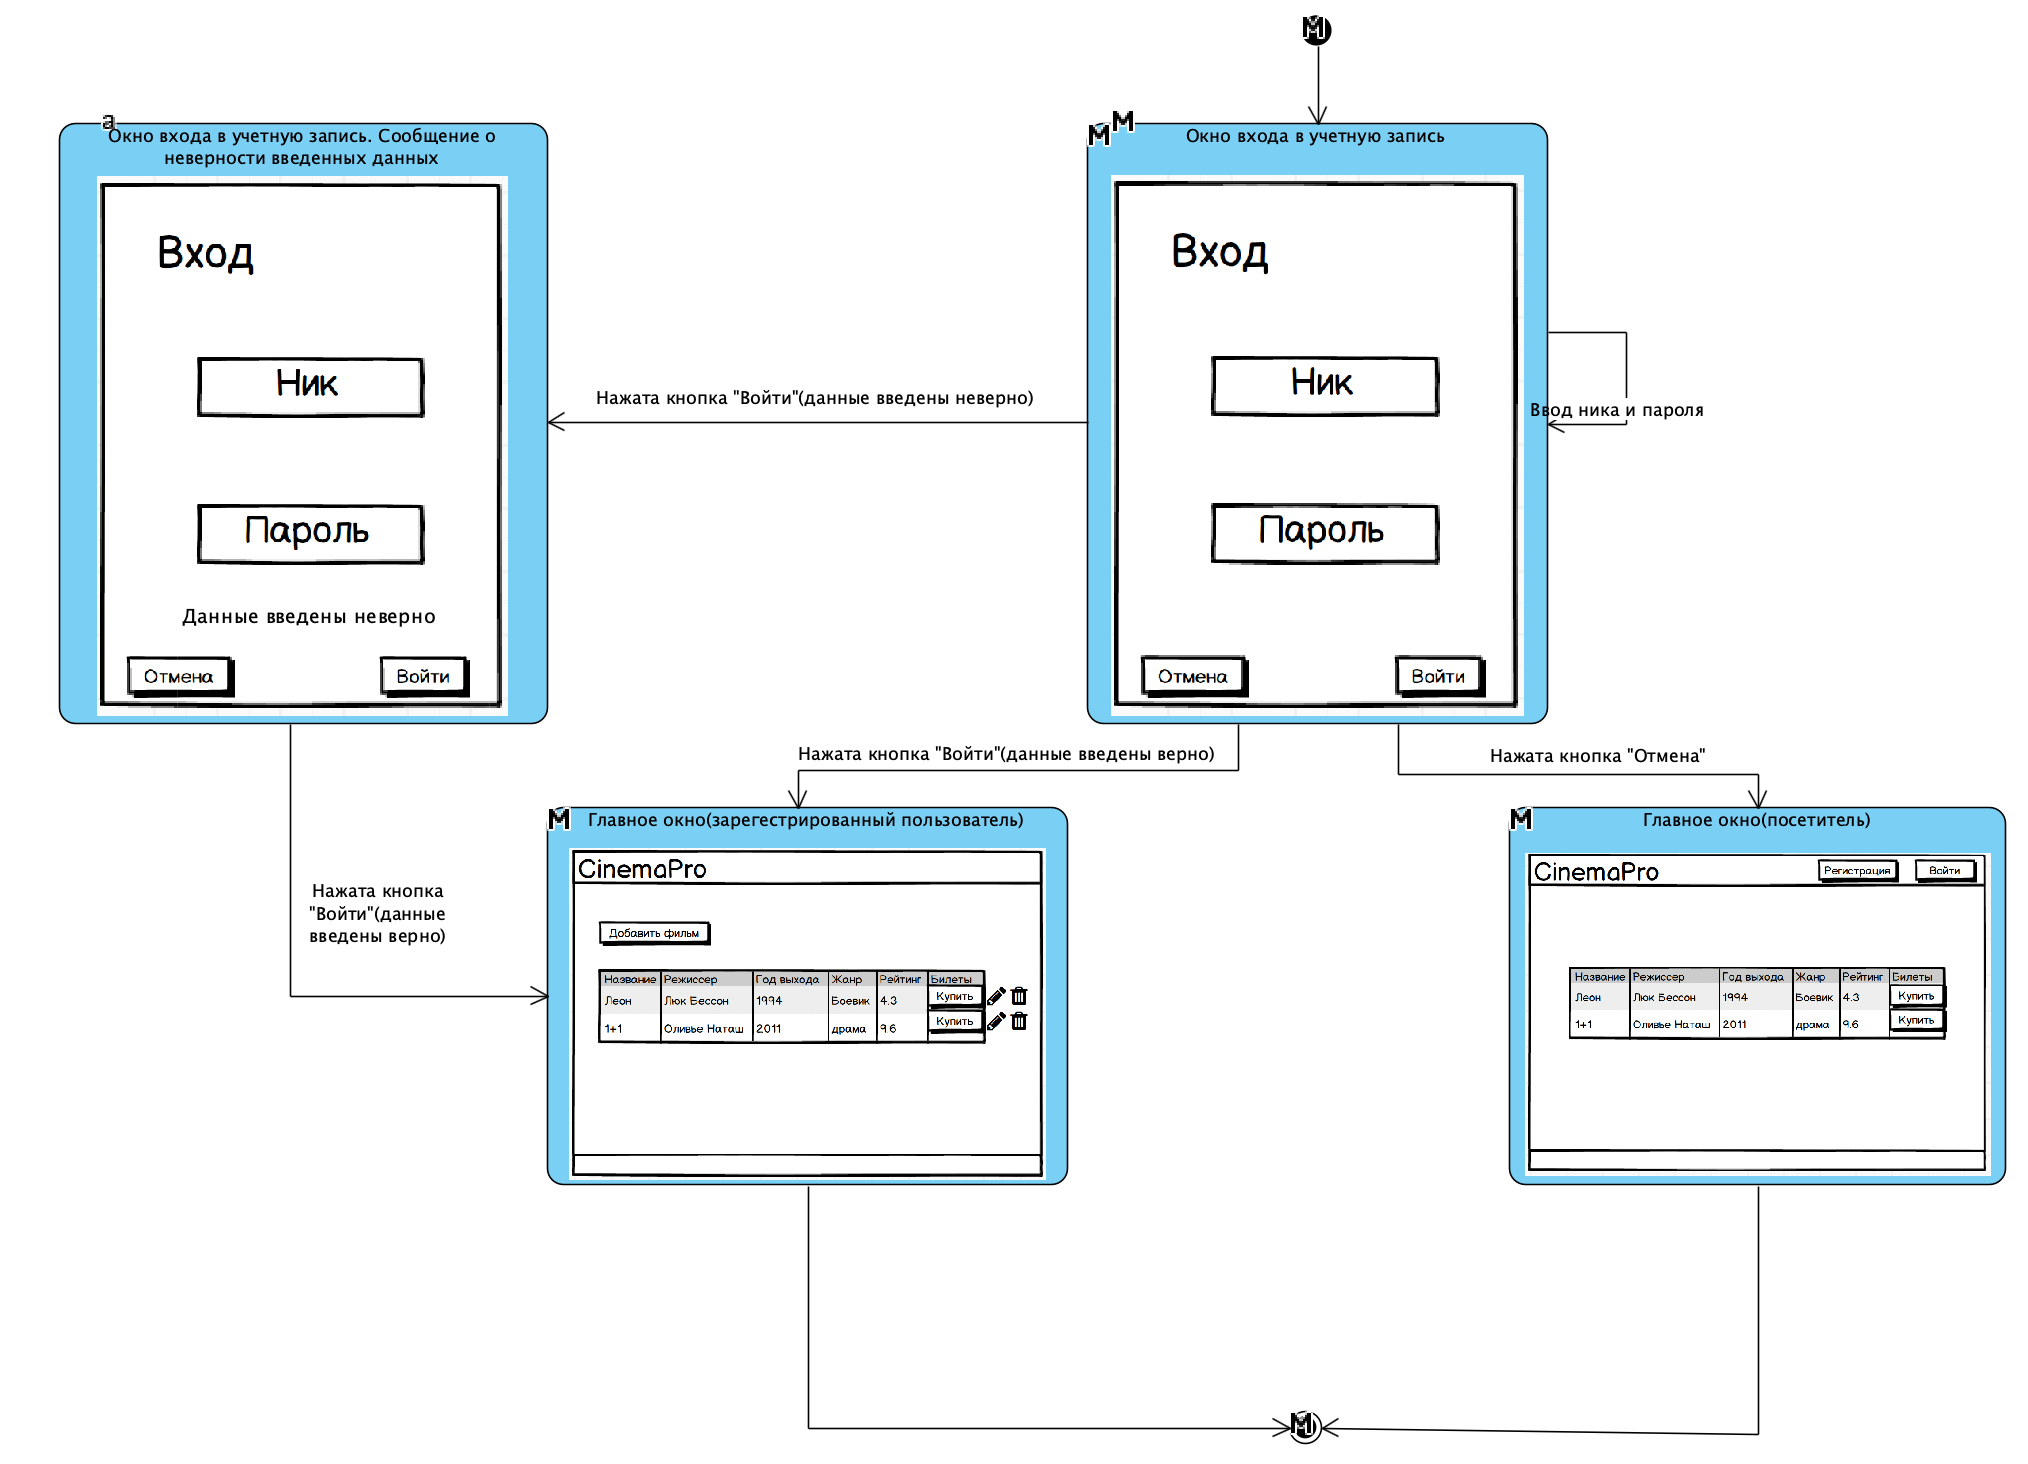 M
a
Окно входа в учетную запись. Сообщение о
неверности введенных данных
Вход
Ник
Пароль
Данные введены неверно
Отмена
Войти
M M
Окно входа в учетную запись
Вход
Ник
Пароль
Отмена
Войти
Нажата кнопка "Войти"(данные введены неверно)
Ввод ника и пароля
Нажата кнопка "Войти"(данные введены верно)
Нажата кнопка "Отмена"
Нажата кнопка
"Войти"(данные
введены верно)
M
Главное окно(зарегестрированный пользователь)
CinemaPro
Добавить фильм
Название Режиссер Год выхода Жанр Рейтинг Билеты
Леон Люк Бессон 1994 Боевик 4.3 Купить
1+1 Оливье Наташ 2011 драма 9.6 Купить
M
Главное окно(посетитель)
CinemaPro
Регистрация
Войти
Название Режиссер Год выхода Жанр Рейтинг Билеты
Леон Люк Бессон 1994 Боевик 4.3 Купить
1+1 Оливье Наташ 2011 драма 9.6 Купить
M